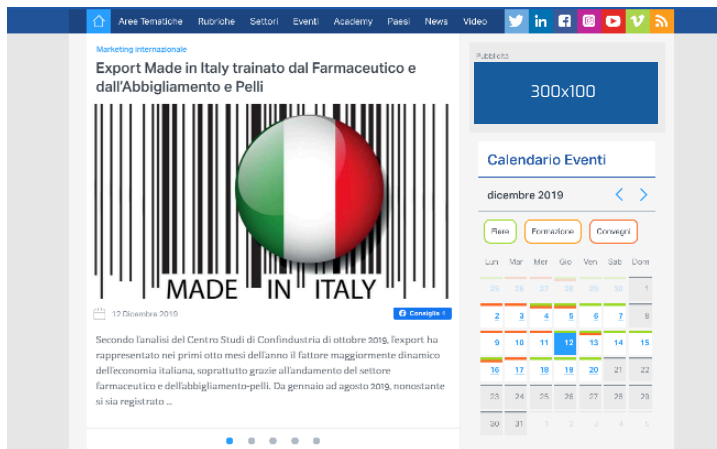 Aree Tematiche Rubriche Settori Eventi Academy Paesi News Video
Marketing internazionale
Export Made in Italy trainato dal Farmaceutico e
dall'Abbigliamento e Pelli
MADE IN ITALY
12 Dicembre 2019
Consiglia
Secondo l'analisi del Centro Studi di Confindustria di ottobre 2019, l'export ha
rappresentato nei primi otto mesi dell'anno il fattore maggiormente dinamico
dell'economia italiana, soprattutto grazie all'andamento del settore
farmaceutico e dell'abbigliamento-pelli. Da gennaio ad agosto 2019, nonostante
si sia registrato ...
Pubblicità
300x100
Calendario Eventi
dicembre 2019
Fiere Formazione Convegni
Lun Mar Mer Gio Ven Sab Dom
25 26 27 28 29 30 1
2 3 4 5 6 7 8
9 10 11 12 13 14 15
16 17 18 19 20 21 22
23 24 25 26 27 28 29
30 31 1 2 3 4 5